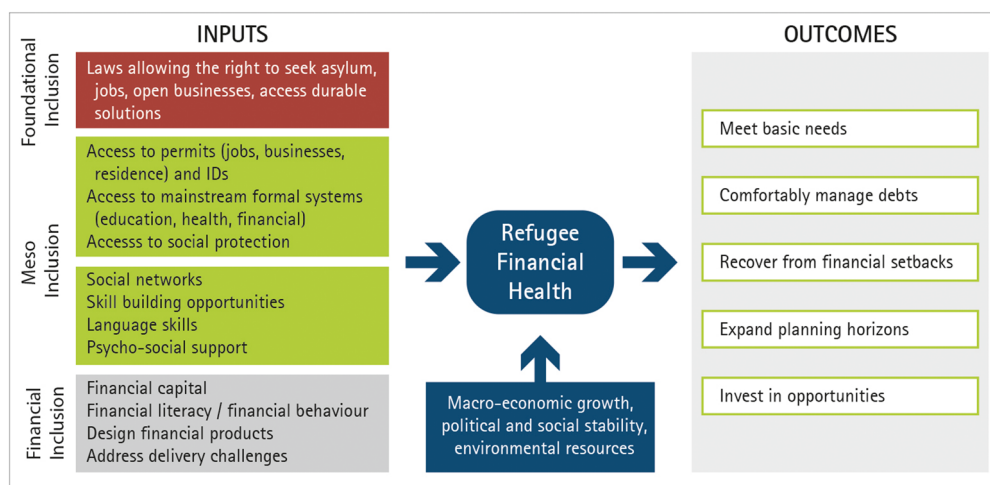 INPUTS
OUTCOMES
Foundational
Inclusion
Laws allowing the right to seek asylum,
jobs, open businesses, access durable
solutions
Meso
Inclusion
Access to permits (jobs, businesses,
residence) and IDs
Access to mainstream formal systems
(education, health, financial)
Accesss to social protection
Social networks
Skill building opportunities
Language skills
Psycho-social support
Financial
Inclusion
Financial capital
Financial literacy / financial behaviour
Design financial products
Address delivery challenges
Refugee
Financial
Health
Macro-economic growth,
political and social stability,
environmental resources
Meet basic needs
Comfortably manage debts
Recover from financial setbacks
Expand planning horizons
Invest in opportunities